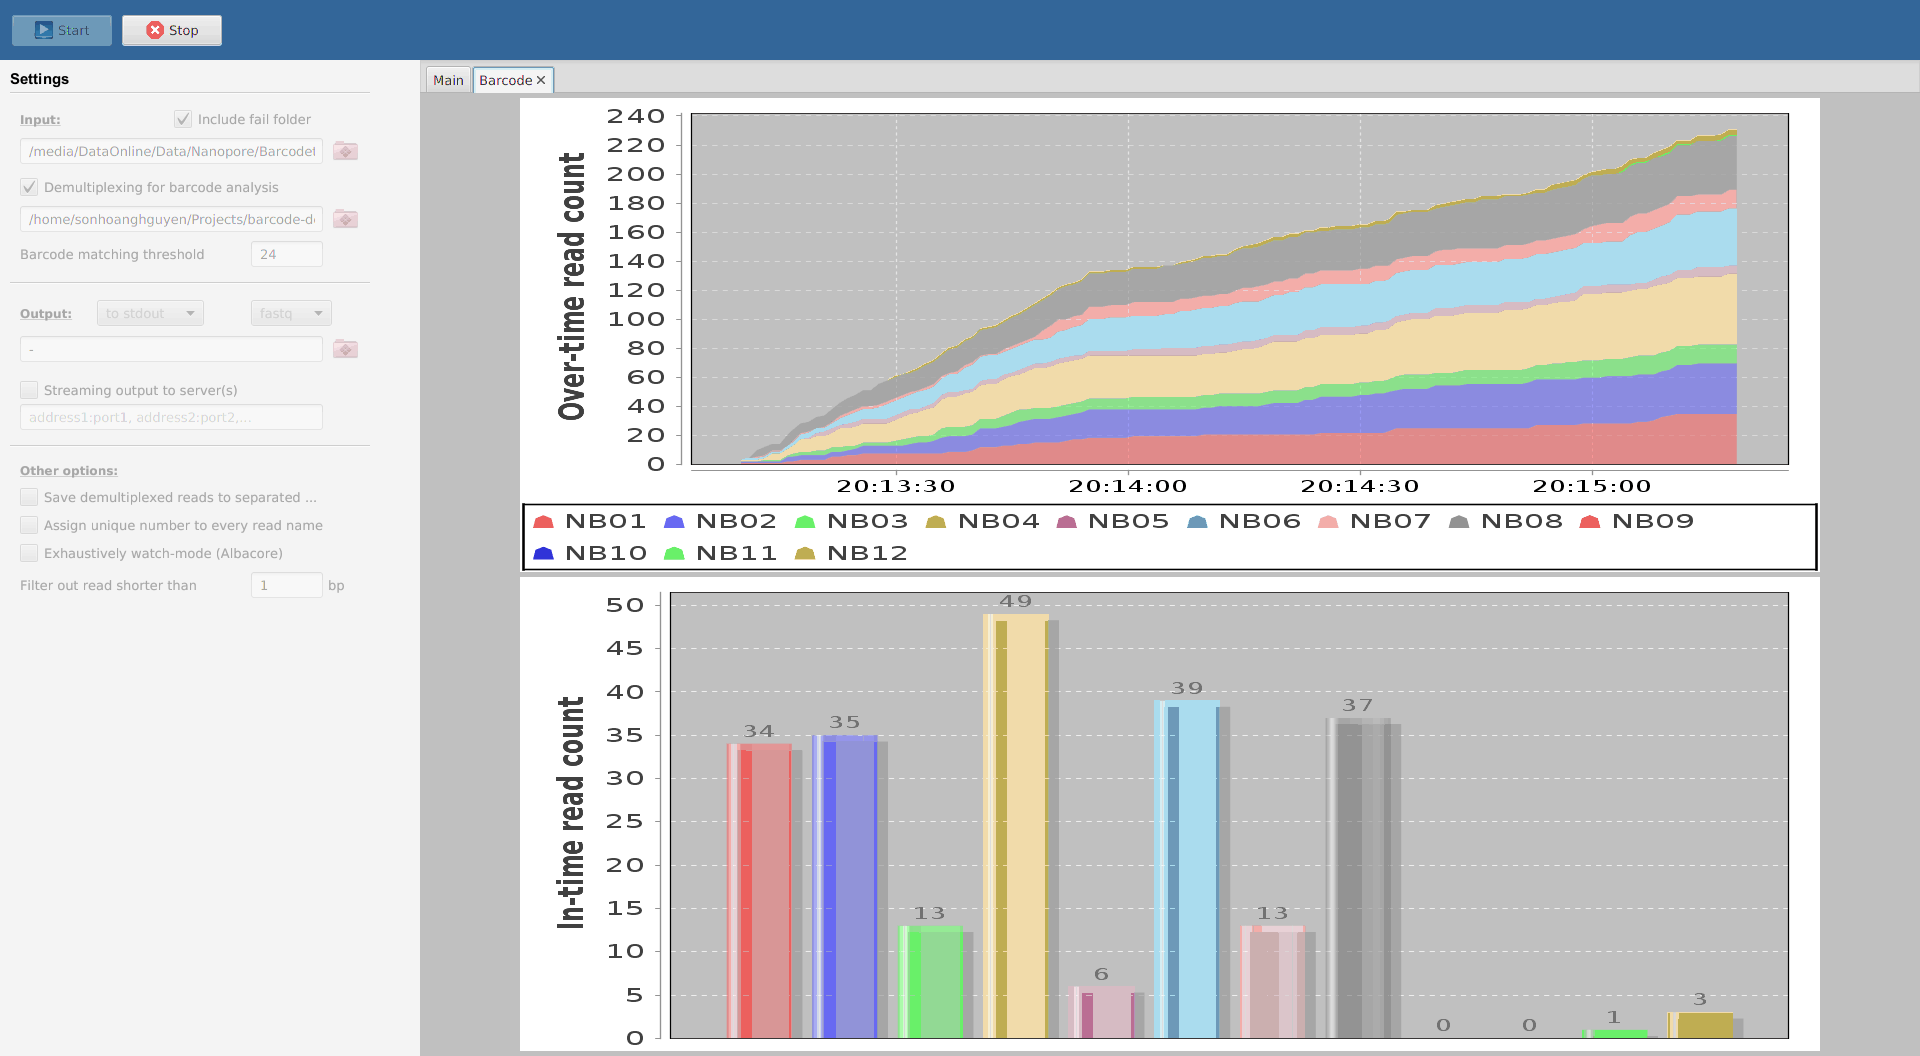 Start Stop
Settings
Input: Include fail folder
/media/DataOnline/Data/Nanopore/Barcode
Demultiplexing for barcode analysis
/home/sonhoanghguyen/Projects/barcode-d
Barcode matching threshold 24
Output: to stdout fastq
-
Streaming output to server(s)
address1:port1, address2:port2,...
Other options:
Save demultiplexed reads to separated ...
Assign unique number to every read name
Exhaustively watch-mode (Albacore)
Filter out read shorter than 1 bp
Main Barcode
Over-time read count
240
220
200
180
160
140
120
100
80
60
40
20
0
20:13:30 20:14:00 20:14:30 20:15:00
NB01 NB02 NB03 NB04 NB05 NB06 NB07 NB08 NB09
NB10 NB11 NB12
In-time read count
50
45
40
35
30
25
20
15
10
5
0
34 35 13 49 6 39 13 37 0 0 1 3